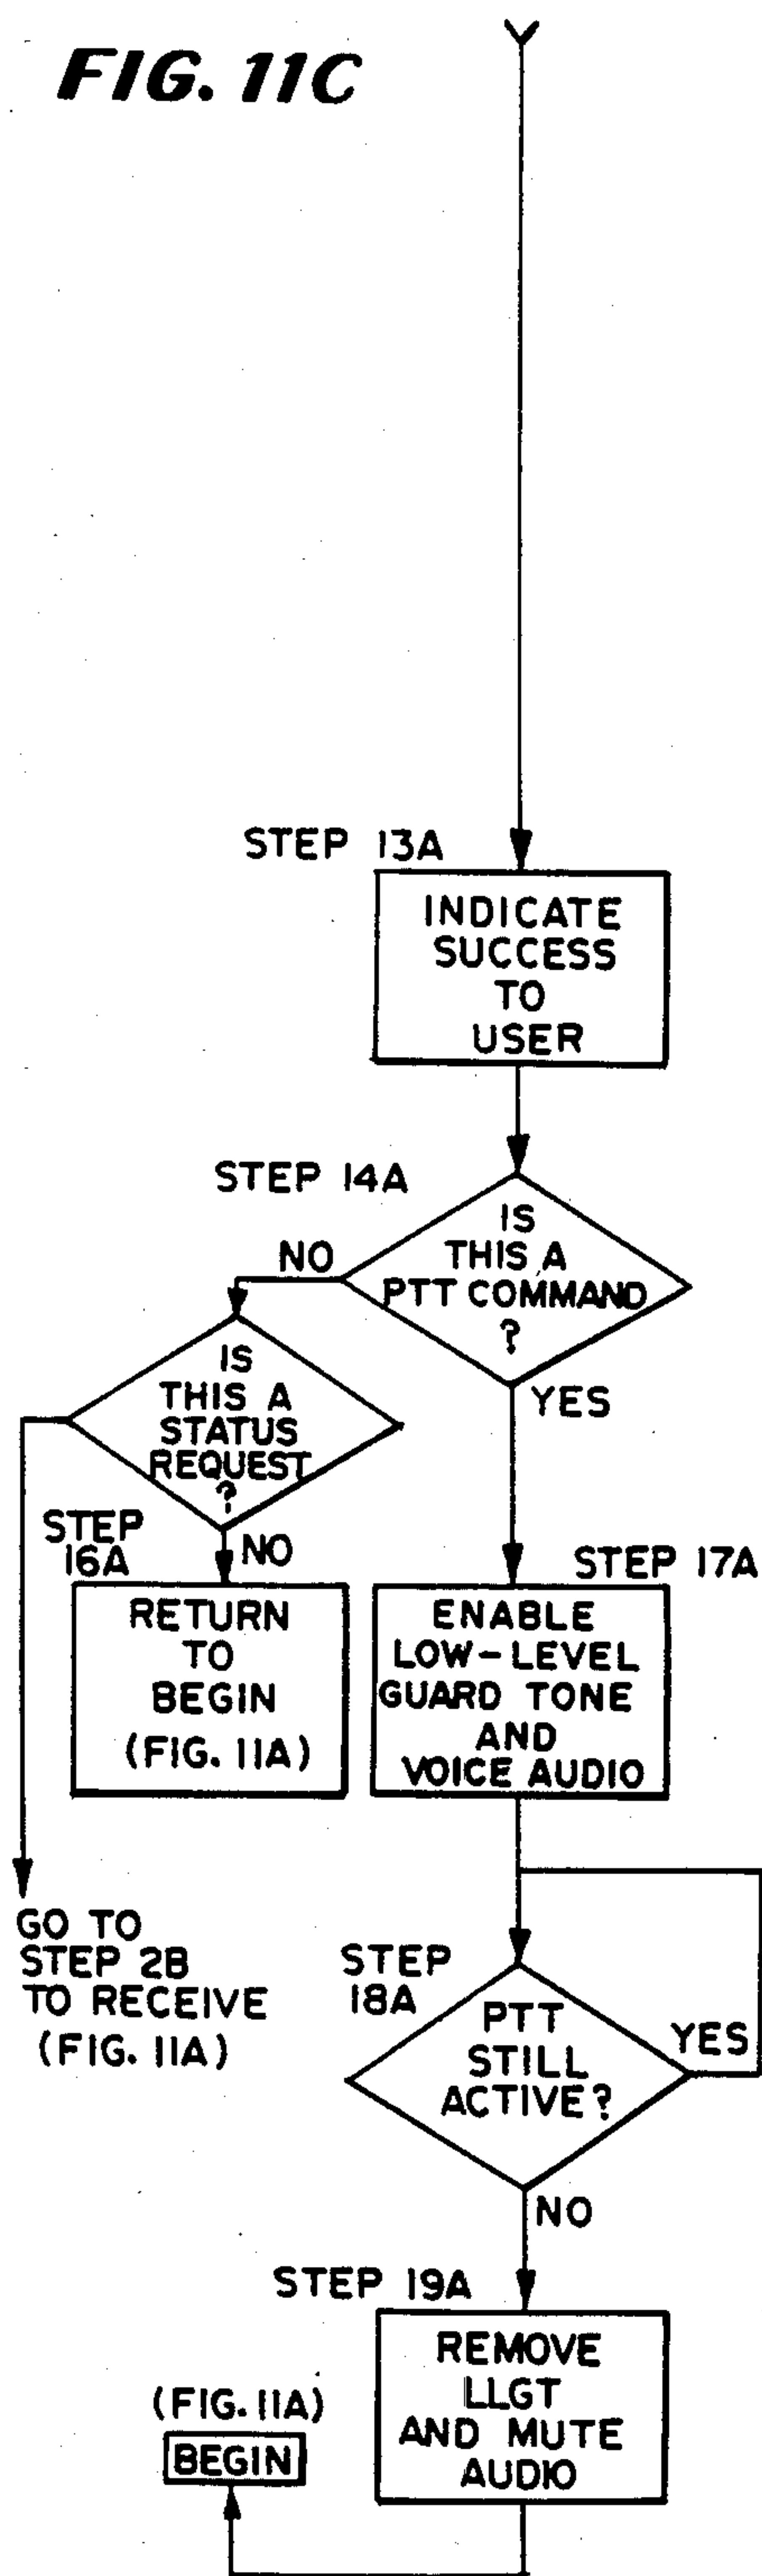 FIG. 11C
STEP 13A
INDICATE
SUCCESS
TO
USER
STEP 14A
IS
THIS A
PTT COMMAND
?
NO
YES
IS
THIS A
STATUS
REQUEST
?
STEP
16A
NO
RETURN
TO
BEGIN
(FIG. 11A)
STEP 17A
ENABLE
LOW-LEVEL
GUARD TONE
AND
VOICE AUDIO
GO TO
STEP 2B
TO RECEIVE
(FIG. 11A)
STEP
18A
PTT
STILL
ACTIVE?
YES
NO
STEP 19A
REMOVE
LLGT
AND MUTE
AUDIO
(FIG. 11A)
BEGIN